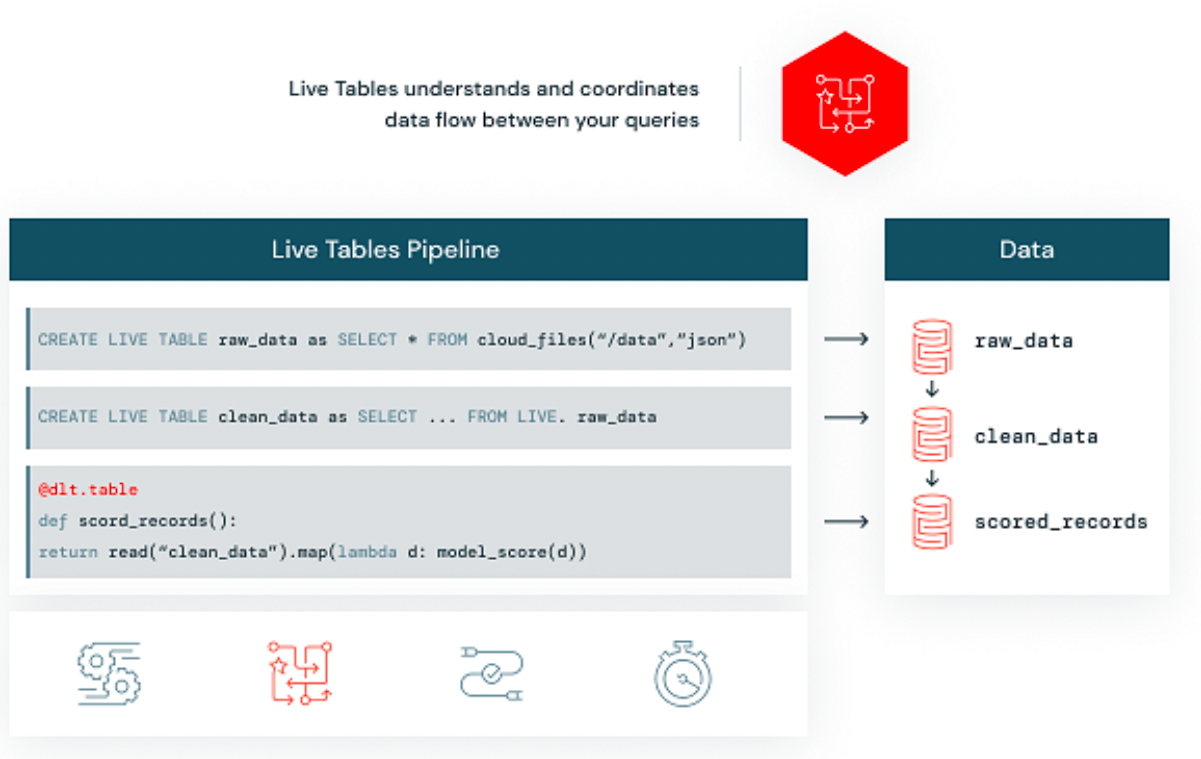 Live Tables understands and coordinates
data flow between your queries
Live Tables Pipeline
CREATE LIVE TABLE raw_data as SELECT * FROM cloud_files(“/data”,”json”)
CREATE LIVE TABLE clean_data as SELECT ... FROM LIVE. raw_data
@dlt.table
def scord_records():
return read(“clean_data”).map(lambda d: model_score(d))
Data
raw_data
clean_data
scored_records